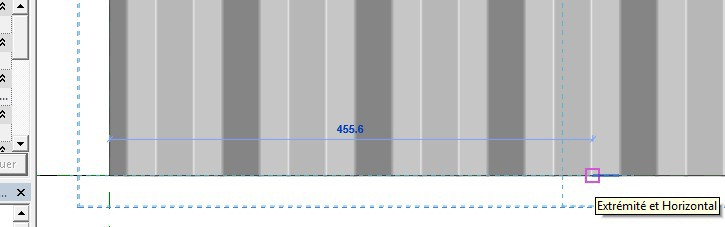 ...
455.6
uer
... X
Extrémité et Horizontal